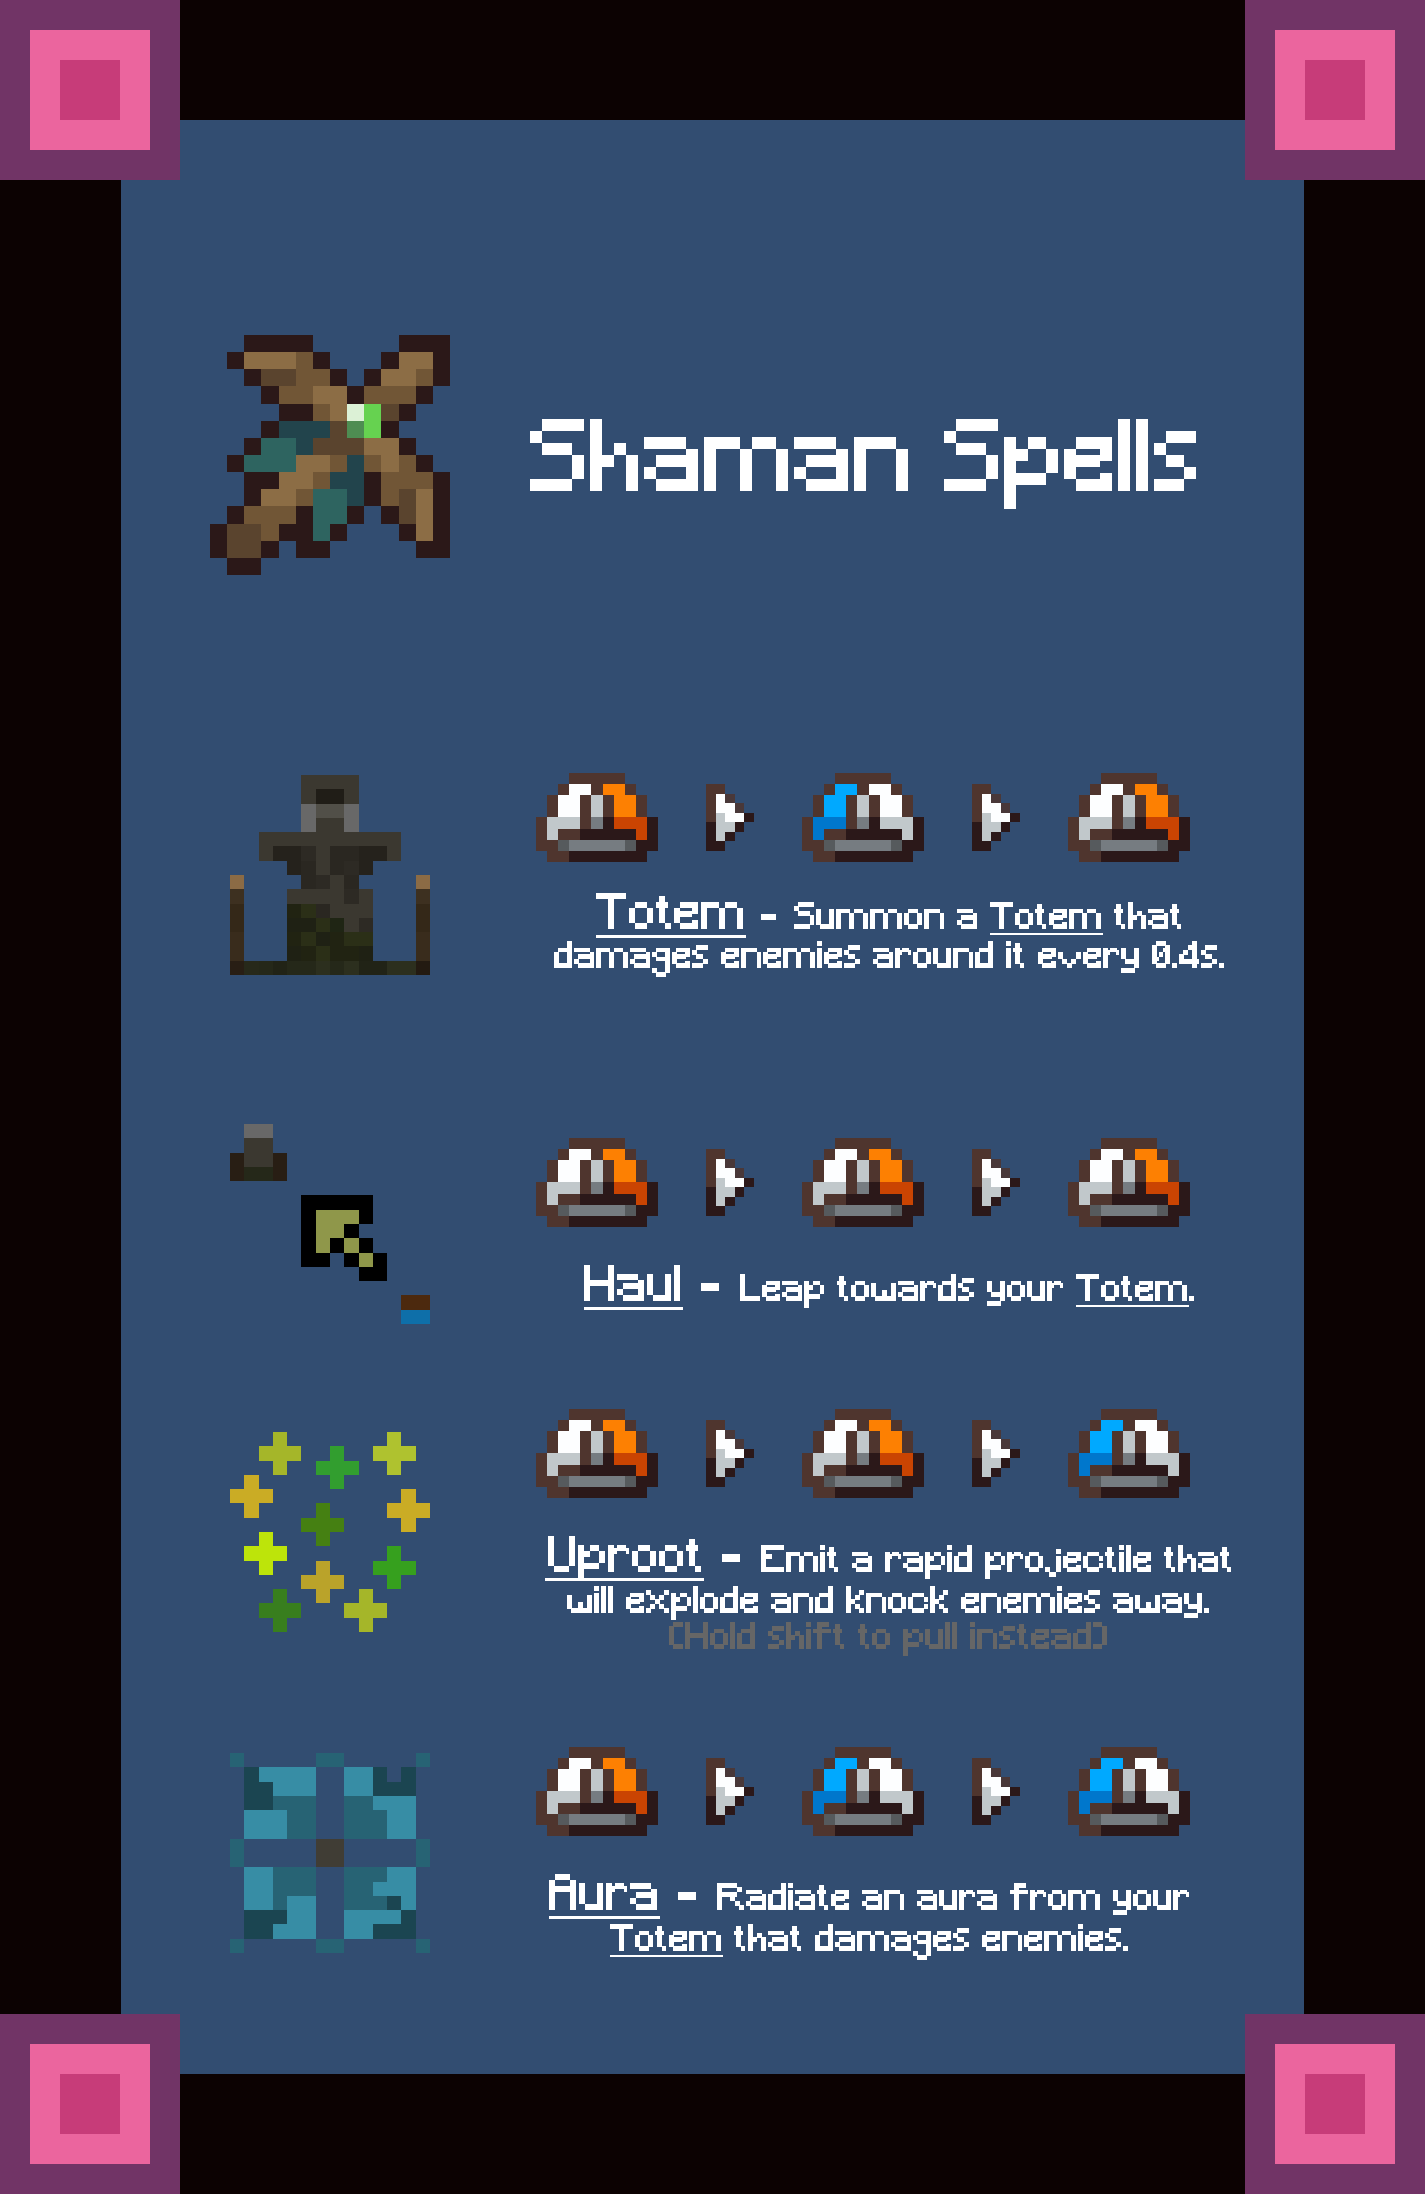 Shaman Spells
Totem - Summon a Totem that
damages enemies around it every 0.4s.
Haul - Leap towards your Totem.
Uproot - Emit a rapid projectile that
will explode and knock enemies away.
(Hold shift to pull instead)
Aura - Radiate an aura from your
Totem that damages enemies.